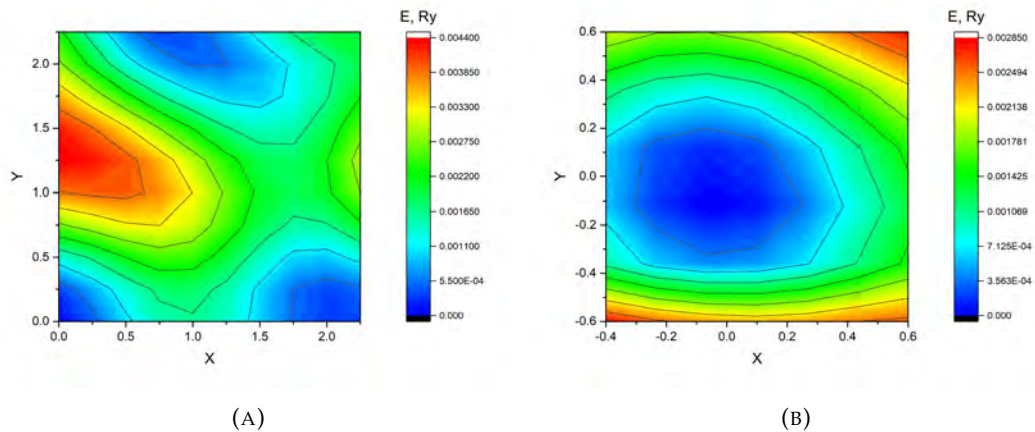 E, Ry
0.004400
0.003850
0.003300
0.002750
0.002200
0.001650
0.001100
5.500E-04
0.000
Y
2.0
1.5
1.0
0.5
0.0
0.0 0.5 1.0 1.5 2.0
X
(A)
E, Ry
0.002850
0.002494
0.002138
0.001781
0.001425
0.001069
7.125E-04
3.563E-04
0.000
Y
0.6
0.4
0.2
0.0
-0.2
-0.4
-0.6
-0.4 -0.2 0.0 0.2 0.4 0.6
X
(B)